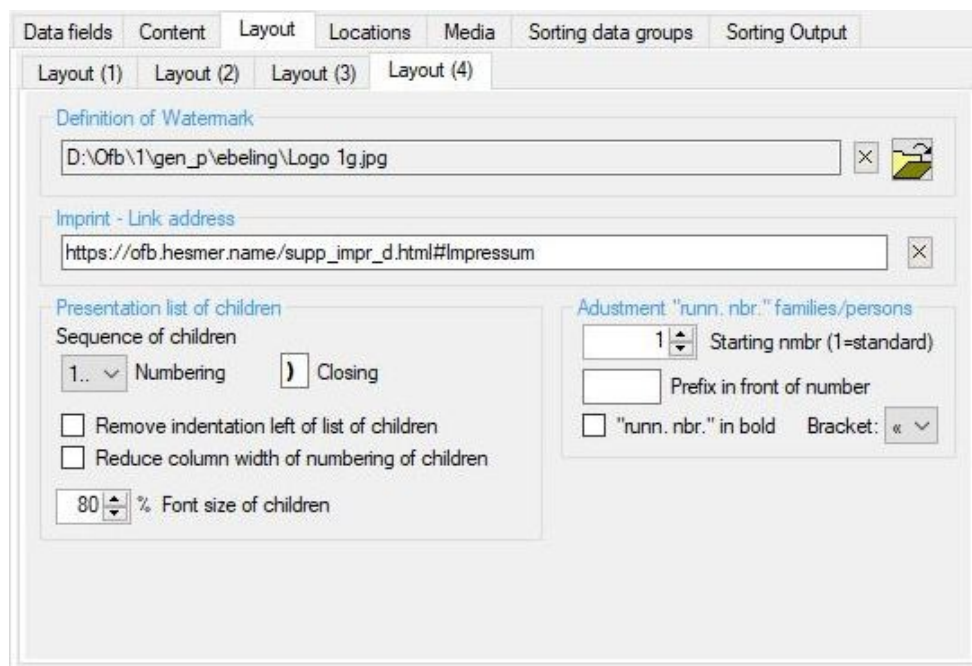 Data fields Content Layout Locations Media Sorting data groups Sorting Output
Layout (1) Layout (2) Layout (3) Layout (4)
Definition of Watermark
D:\Ofb\1\gen_p\ebeling\Logo 1g.jpg
Imprint - Link address
https://ofb.hesmer.name/supp_impr_d.html#Impressum
Presentation list of children
Sequence of children
1.. Numbering ) Closing
Remove indentation left of list of children
Reduce column width of numbering of children
80 % Font size of children
Adustment "runn. nbr." families/persons
1 Starting nmbr (1=standard)
Prefix in front of number
"runn. nbr." in bold Bracket: «